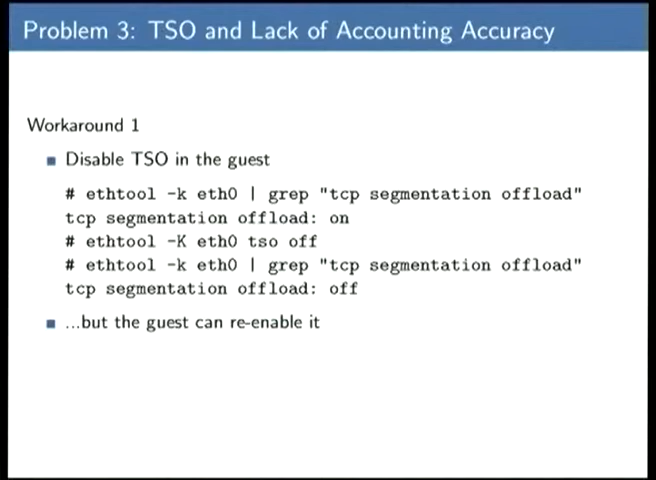 Problem 3: TSO and Lack of Accounting Accuracy
Workaround 1
Disable TSO in the guest
# ethtool -k eth0 | grep "tcp segmentation offload"
tcp segmentation offload: on
# ethtool -K eth0 tso off
# ethtool -k eth0 | grep "tcp segmentation offload"
tcp segmentation offload: off
...but the guest can re-enable it